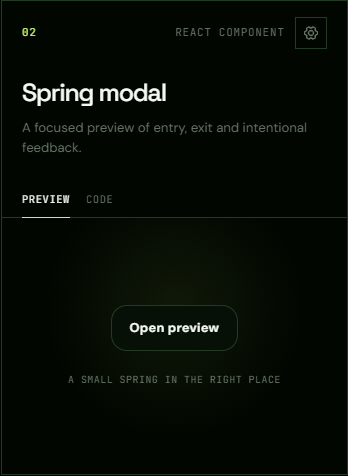 02
REACT COMPONENT
Spring modal
A focused preview of entry, exit and intentional
feedback.
PREVIEW CODE
Open preview
A SMALL SPRING IN THE RIGHT PLACE